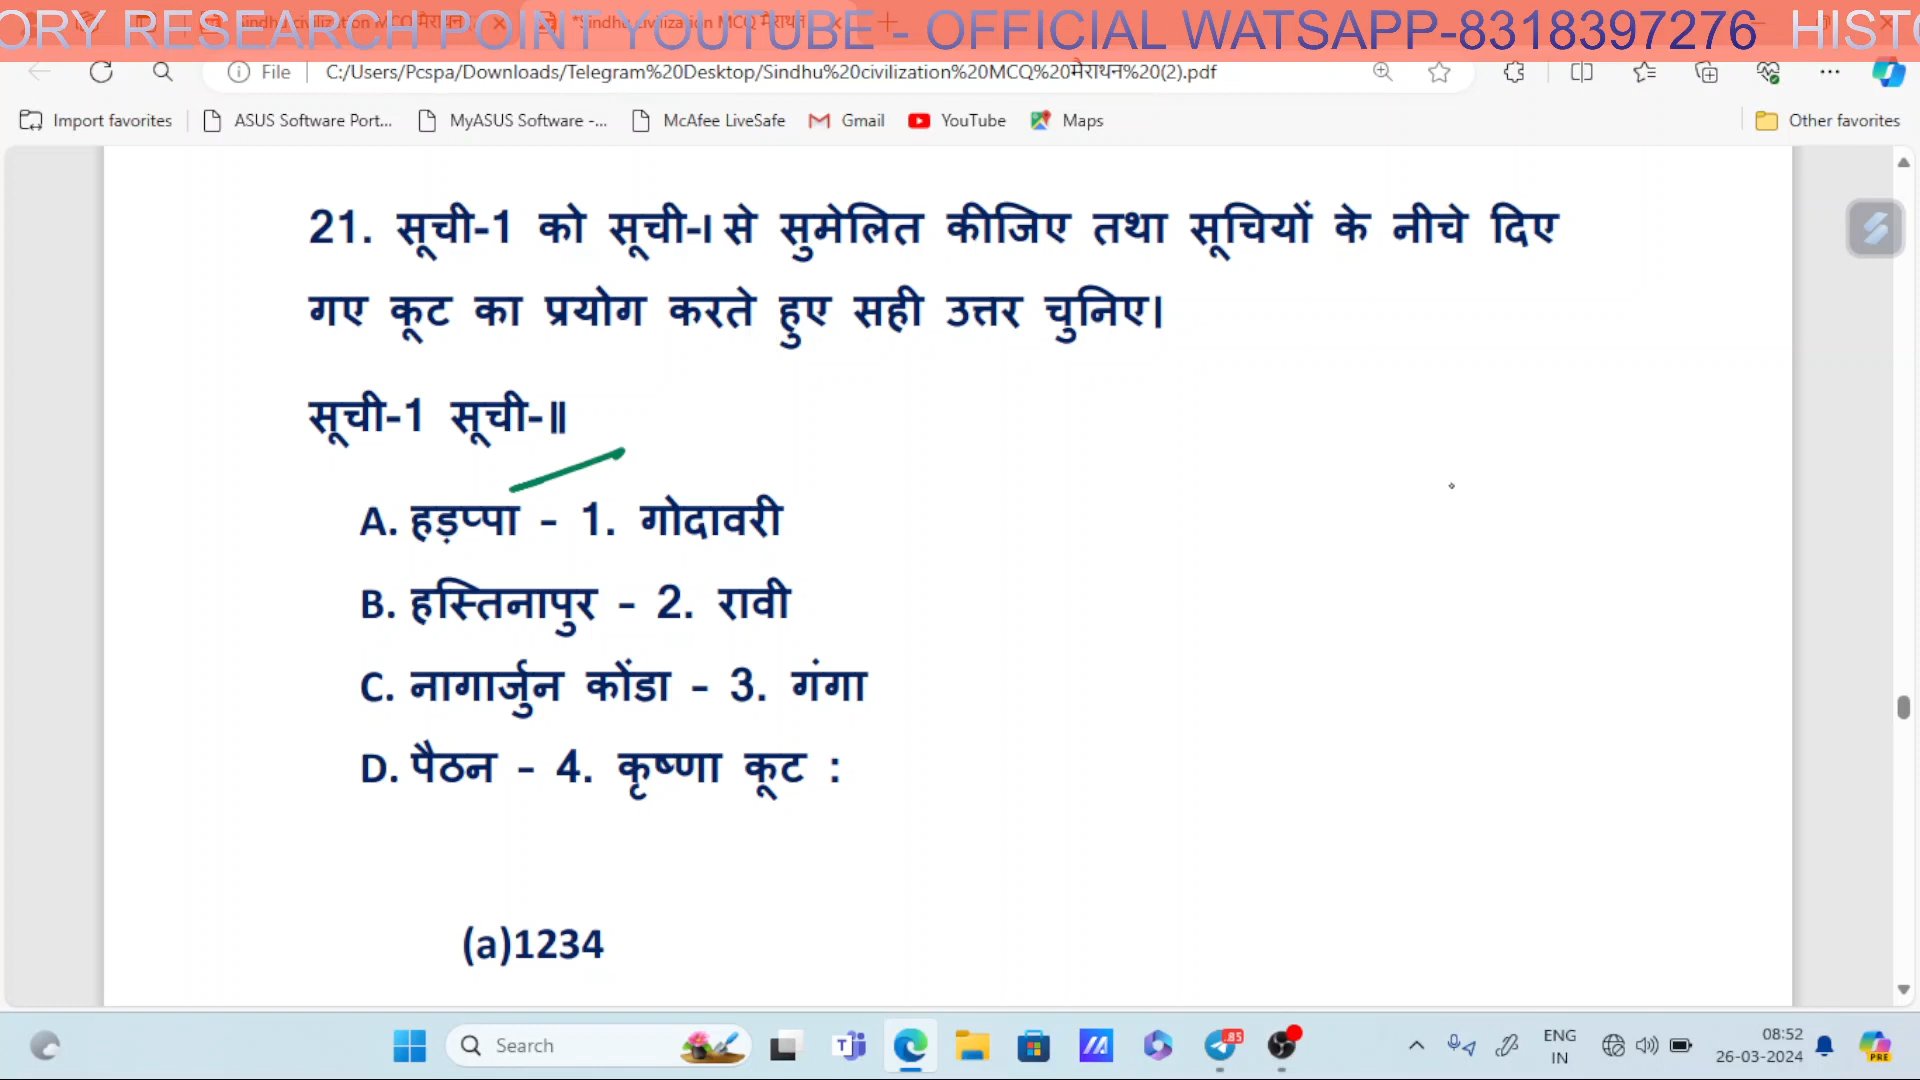 ORY RESEARCH POINT YOUTUBE - OFFICIAL WATSAPP-8318397276 HISTO
File C:/Users/Pcspa/Downloads/Telegram%20Desktop/Sindhu%20civilization%20MCQ%20मेराथन%20(2).pdf
Import favorites ASUS Software Port... MyASUS Software -... McAfee LiveSafe Gmail YouTube Maps Other favorites
21. सूची-1 को सूची-। से सुमेलित कीजिए तथा सूचियों के नीचे दिए
गए कूट का प्रयोग करते हुए सही उत्तर चुनिए।
सूची-1 सूची-॥
A. हड़प्पा - 1. गोदावरी
B. हस्तिनापुर - 2. रावी
C. नागार्जुन कोंडा - 3. गंगा
D. पैठन - 4. कृष्णा कूट :
(a)1234
Search .85 ENG 08:52
IN 26-03-2024 PRE